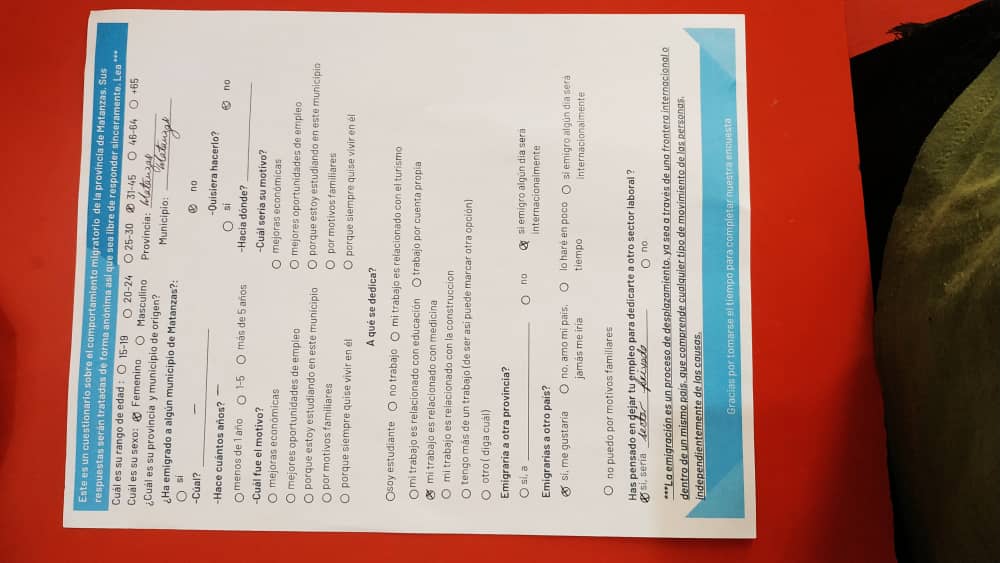 Este es un cuestionario sobre el comportamiento migratorio de la provincia de Matanzas. Sus
respuestas serán tratadas de forma anónima así que sea libre de responder sinceramente. Lea ***
Cuál es su rango de edad: ○ 15-19 ○ 20-24 ○ 25-30 ⊗ 31-45 ○ 46-64 ○ +65
Cuál es su sexo: ⊗ Femenino ○ Masculino
¿Cuál es su provincia y municipio de origen? Provincia: Matanzas
Municipio: Matanzas
¿Ha emigrado a algún municipio de Matanzas?:
○ si ⊗ no
-Cuál? —
-Quisiera hacerlo?
○ si ⊗ no
-Hacia dónde?
-Cuál sería su motivo?
○ mejoras económicas
○ mejores oportunidades de empleo
○ porque estoy estudiando en este municipio
○ por motivos familiares
○ porque siempre quise vivir en él
-Hace cuántos años? —
○ menos de 1 año ○ 1-5 ○ más de 5 años
-Cuál fue el motivo?
○ mejoras económicas
○ mejores oportunidades de empleo
○ porque estoy estudiando en este municipio
○ por motivos familiares
○ porque siempre quise vivir en él
A qué se dedica?
○ soy estudiante ○ no trabajo ○ mi trabajo es relacionado con el turismo
○ mi trabajo es relacionado con educación ○ trabajo por cuenta propia
⊗ mi trabajo es relacionado con medicina
○ mi trabajo es relacionado con la construccion
○ tengo más de un trabajo (de ser así puede marcar otra opción)
○ otro ( diga cuál)
Emigraría a otra provincia?
○ sí, a ○ no ⊗ si emigro algún día será
internacionalmente
Emigrarías a otro país?
⊗ sí, me gustaría ○ no, amo mi país, ○ lo haré en poco ○ si emigro algún día sera
jamás me iría tiempo internacionalmente
○ no puedo por motivos familiares
Has pensado en dejar tu empleo para dedicarte a otro sector laboral ?
⊗ si, sería secto privado ○ no
***La emigración es un proceso de desplazamiento, ya sea a través de una frontera internacional o
dentro de un mismo país, que comprende cualquier tipo de movimiento de las personas,
independientemente de las causas.
Gracias por tomarse el tiempo para completar nuestra encuesta